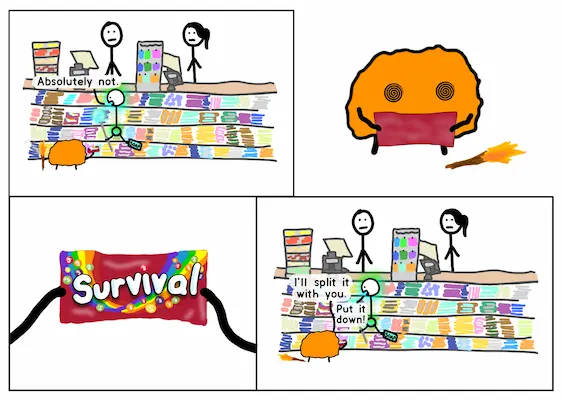 Absolutely not.
Survival
I'll split it
with you.
Put it
down!